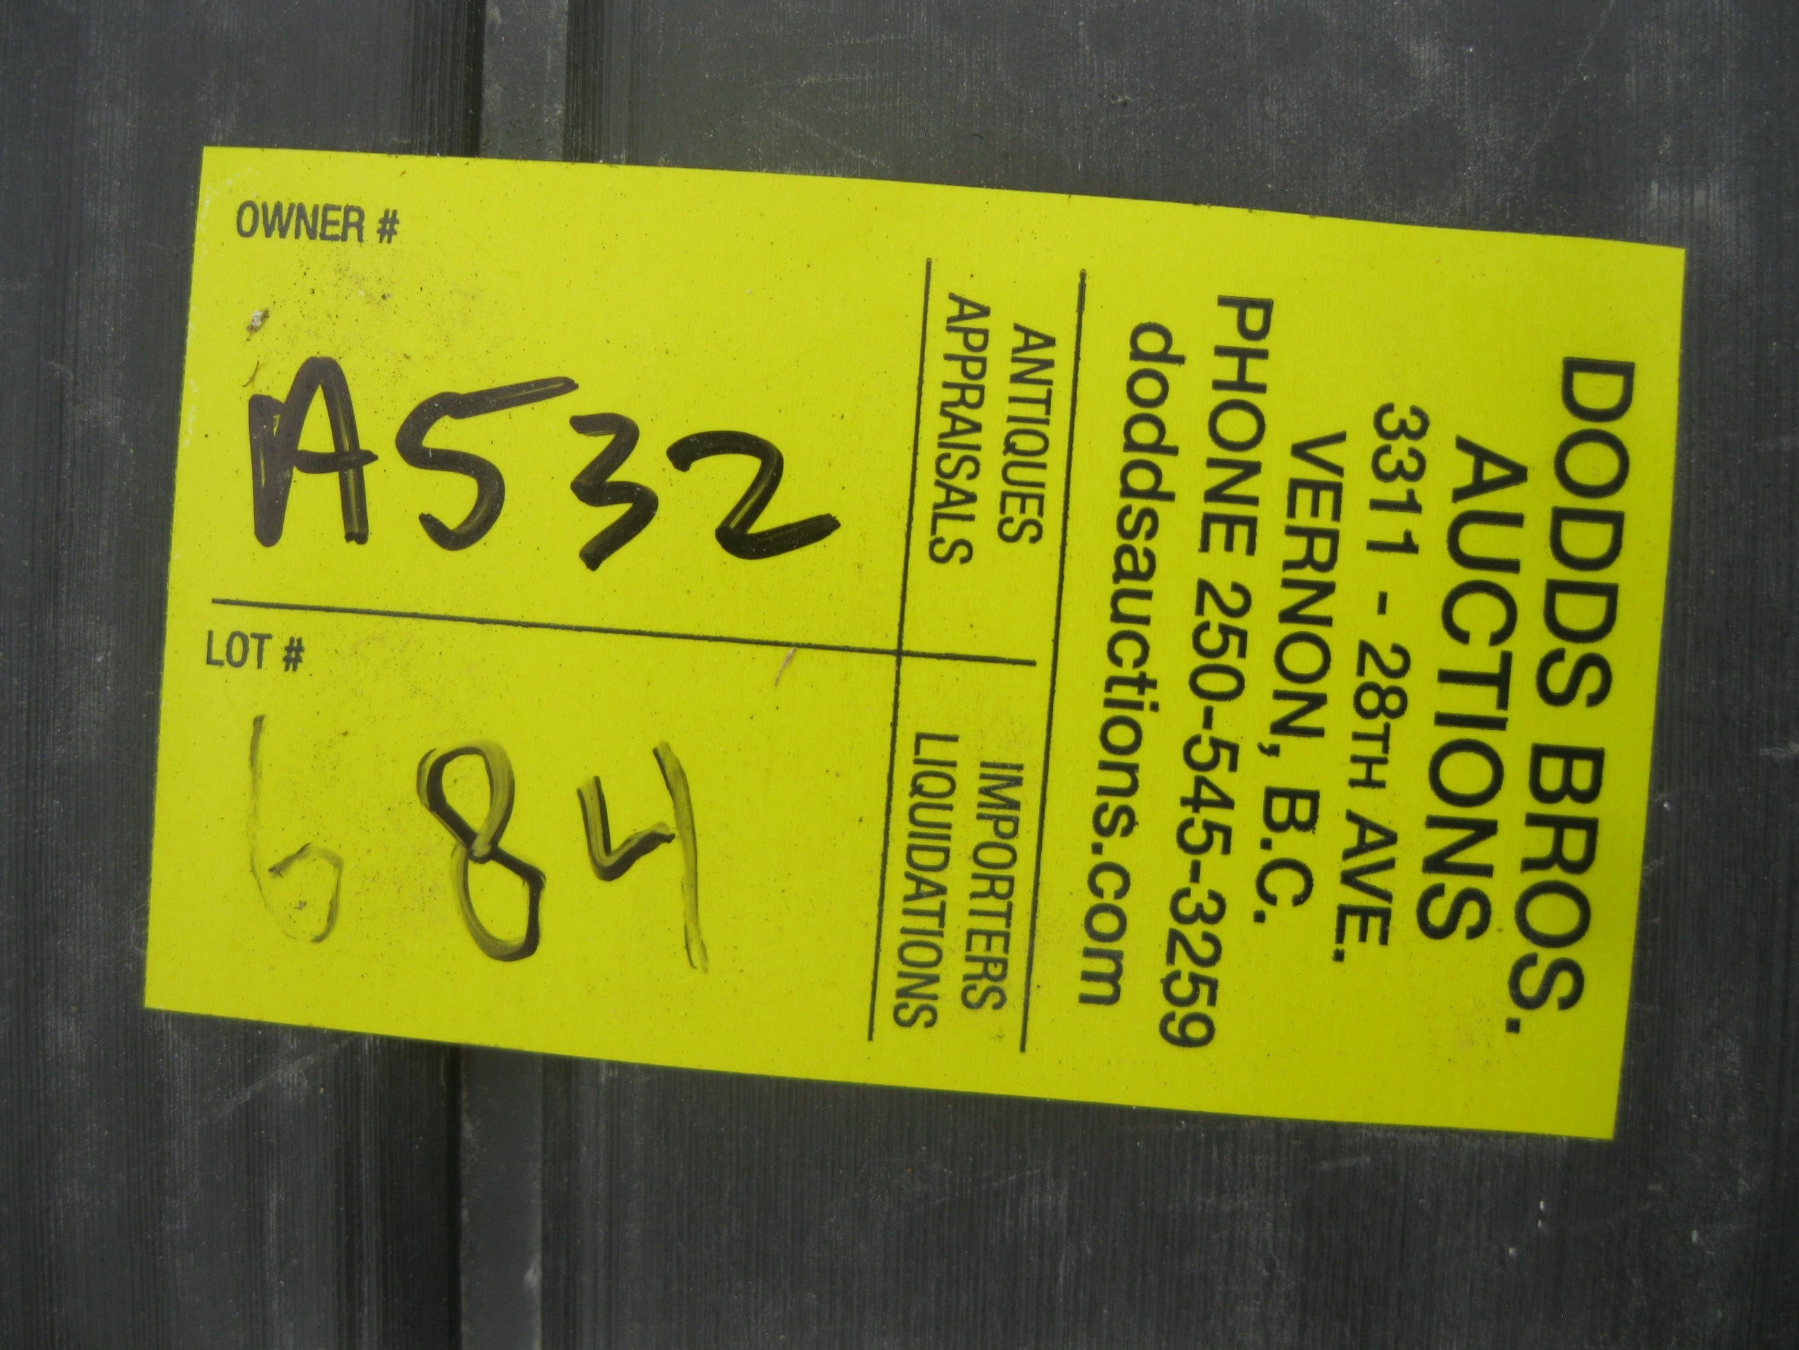 DODDS BROS.
AUCTIONS
3311 - 28TH AVE.
VERNON, B.C.
PHONE 250-545-3259
doddsauctions.com
ANTIQUES
APPRAISALS
IMPORTERS
LIQUIDATIONS
OWNER #
A532
LOT #
684